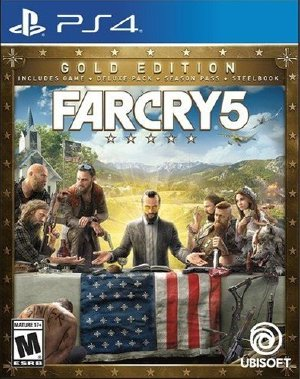 PS4
GOLD EDITION
INCLUDES GAME + DELUXE PACK + SEASON PASS + STEELBOOK
FARCRY5
MATURE 17+
M
ESRB
UBISOFT